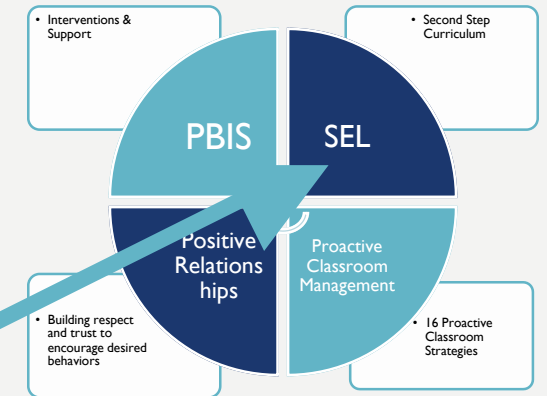 • Interventions &
Support
• Second Step
Curriculum
PBIS
SEL
Positive
Relations
hips
Proactive
Classroom
Management
• Building respect
and trust to
encourage desired
behaviors
• 16 Proactive
Classroom
Strategies